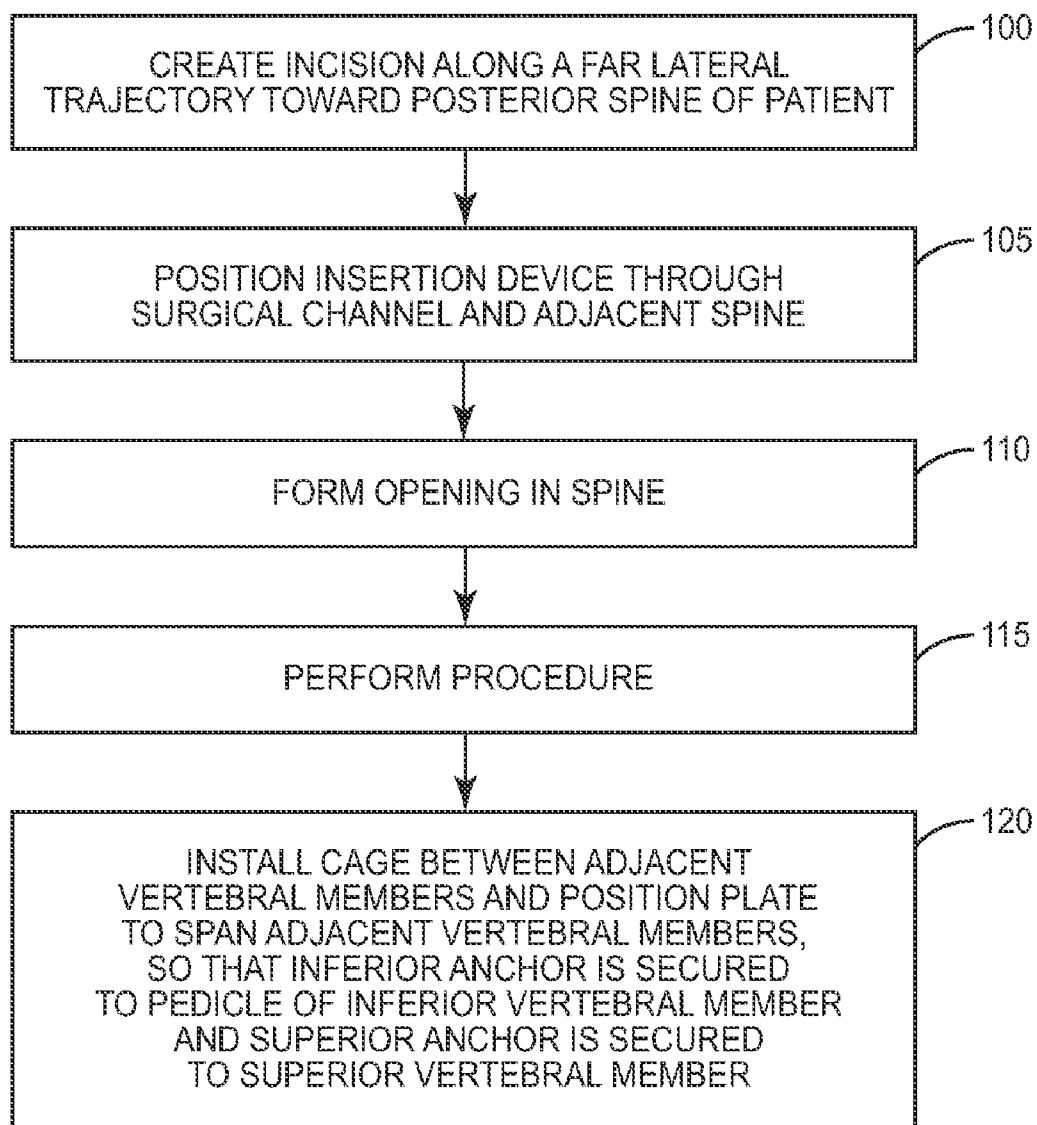 100
CREATE INCISION ALONG A FAR LATERAL
TRAJECTORY TOWARD POSTERIOR SPINE OF PATIENT
105
POSITION INSERTION DEVICE THROUGH
SURGICAL CHANNEL AND ADJACENT SPINE
110
FORM OPENING IN SPINE
115
PERFORM PROCEDURE
120
INSTALL CAGE BETWEEN ADJACENT
VERTEBRAL MEMBERS AND POSITION PLATE
TO SPAN ADJACENT VERTEBRAL MEMBERS,
SO THAT INFERIOR ANCHOR IS SECURED
TO PEDICLE OF INFERIOR VERTEBRAL MEMBER
AND SUPERIOR ANCHOR IS SECURED
TO SUPERIOR VERTEBRAL MEMBER